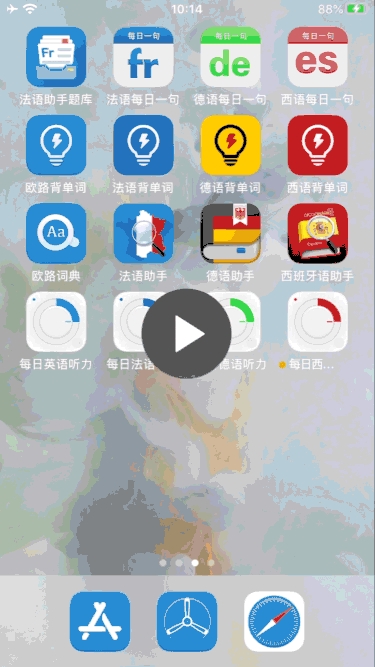 10:14
88%
每日一句
每日一句
每日一句
Fr
fr
de
es
法语助手题库
法语每日一句
德语每日一句
西语每日一句
欧路背单词
法语背单词
德语背单词
西语背单词
Aa
欧路词典
法语助手
德语助手
西班牙语助手
每日英语听力
每日法语
德语听力
每日西...